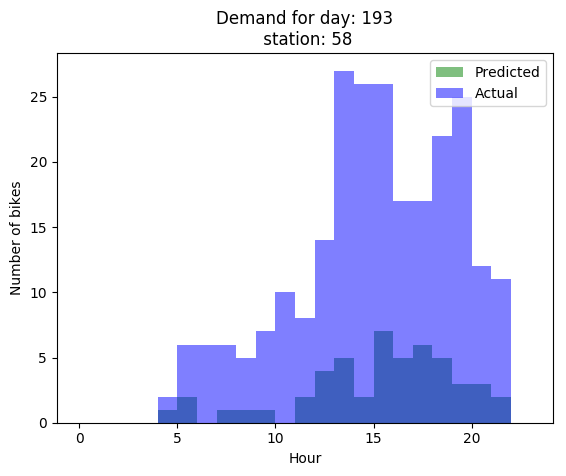 Demand for day: 193
station: 58
Predicted
Actual
Number of bikes
25
20
15
10
5
0
0
5
10
15
20
Hour